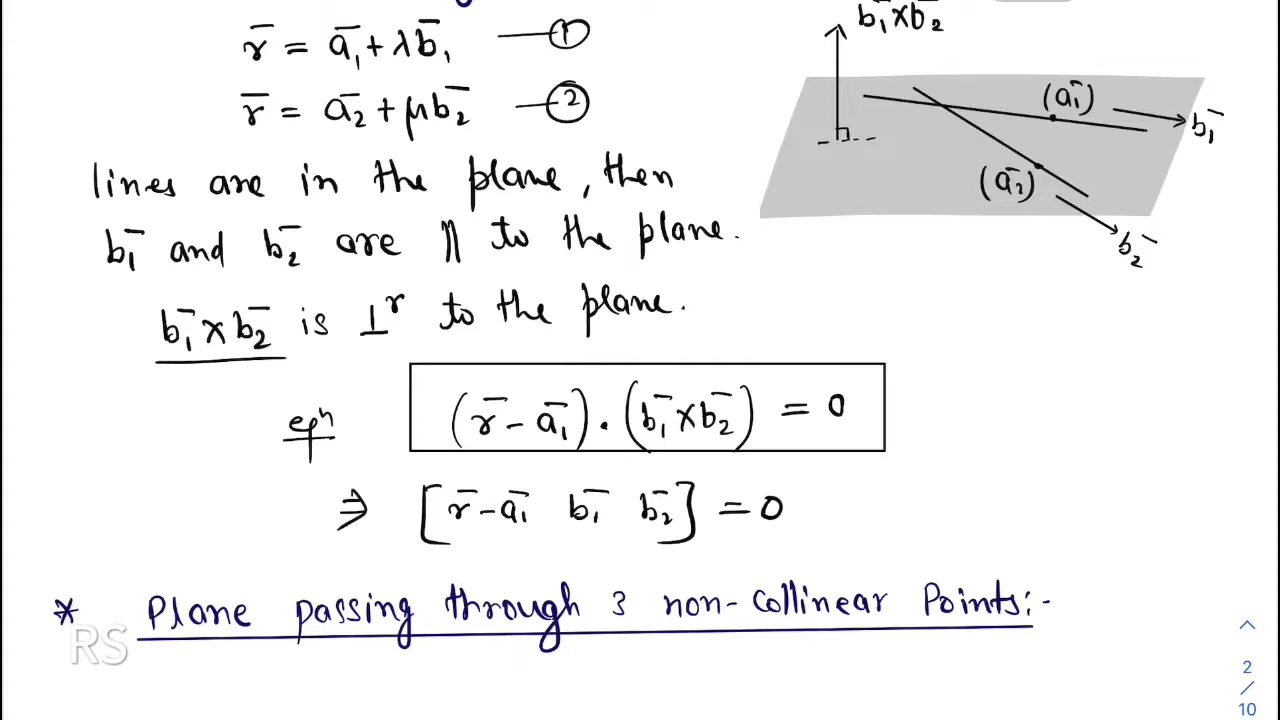 r̄ = ā₁ + λb̄₁ —①
r̄ = ā₂ + μb̄₂ —②
lines are in the plane, then
b̄₁ and b̄₂ are || to the plane.
b̄₁ × b̄₂ is ⊥ʳ to the plane.
eqⁿ (r̄ - ā₁) . (b̄₁ × b̄₂) = 0
⇒ [r̄ - ā₁ b̄₁ b̄₂] = 0
* Plane passing through 3 non-collinear Points:-
b̄₁ × b̄₂
(ā₁)
b̄₁
(ā₂)
b̄₂
RS
2
/
10